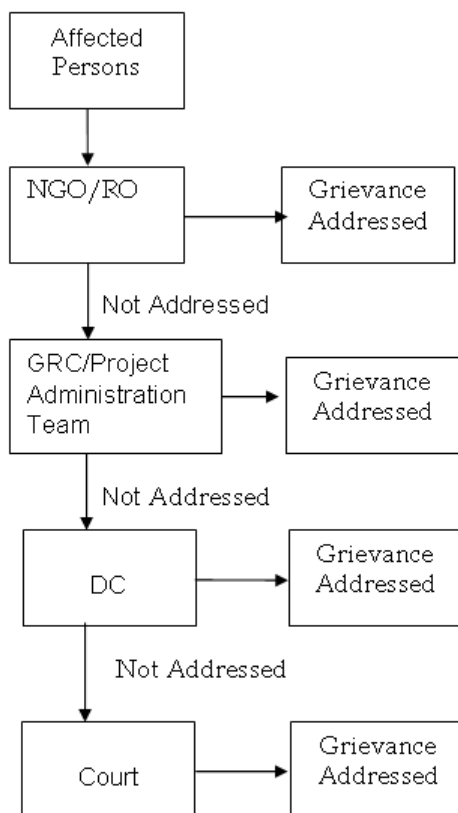 Affected
Persons
NGO/RO
Grievance
Addressed
Not Addressed
GRC/Project
Administration
Team
Grievance
Addressed
Not Addressed
DC
Grievance
Addressed
Not Addressed
Court
Grievance
Addressed